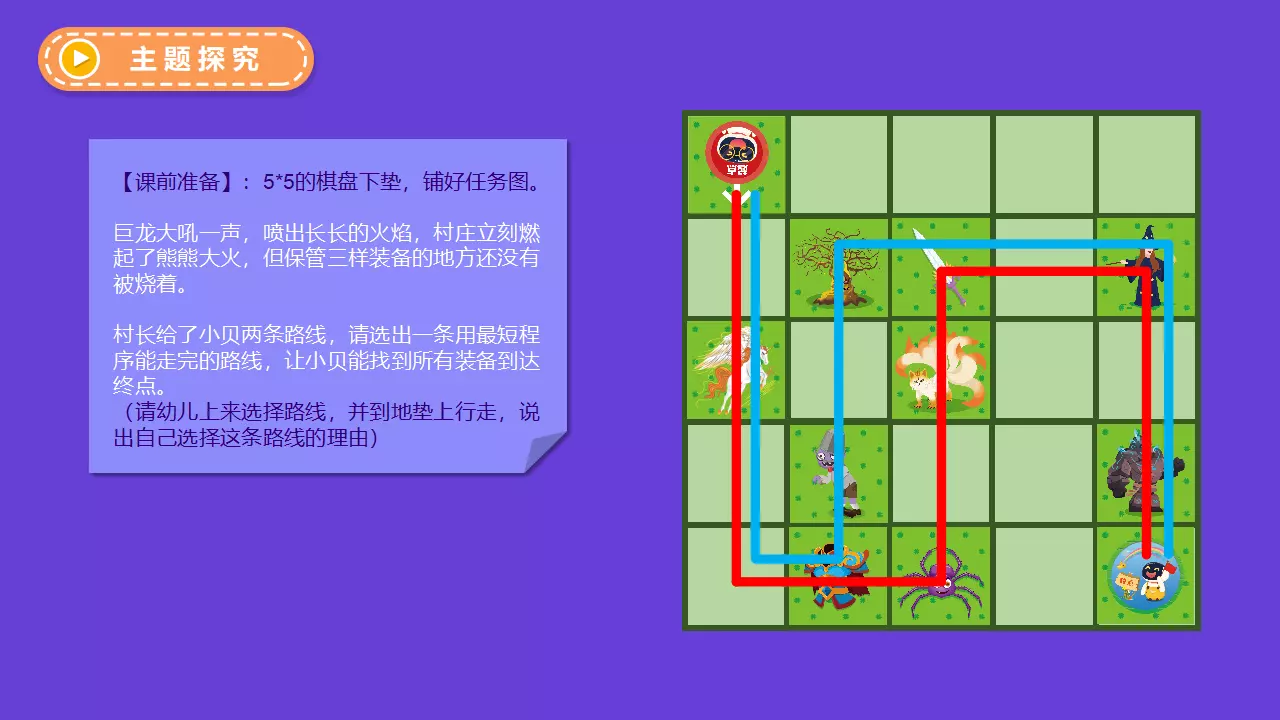 主题探究
【课前准备】：5*5的棋盘下垫，铺好任务图。
巨龙大吼一声，喷出长长的火焰，村庄立刻燃
起了熊熊大火，但保管三样装备的地方还没有
被烧着。
村长给了小贝两条路线，请选出一条用最短程
序能走完的路线，让小贝能找到所有装备到达
终点。
（请幼儿上来选择路线，并到地垫上行走，说
出自己选择这条路线的理由）